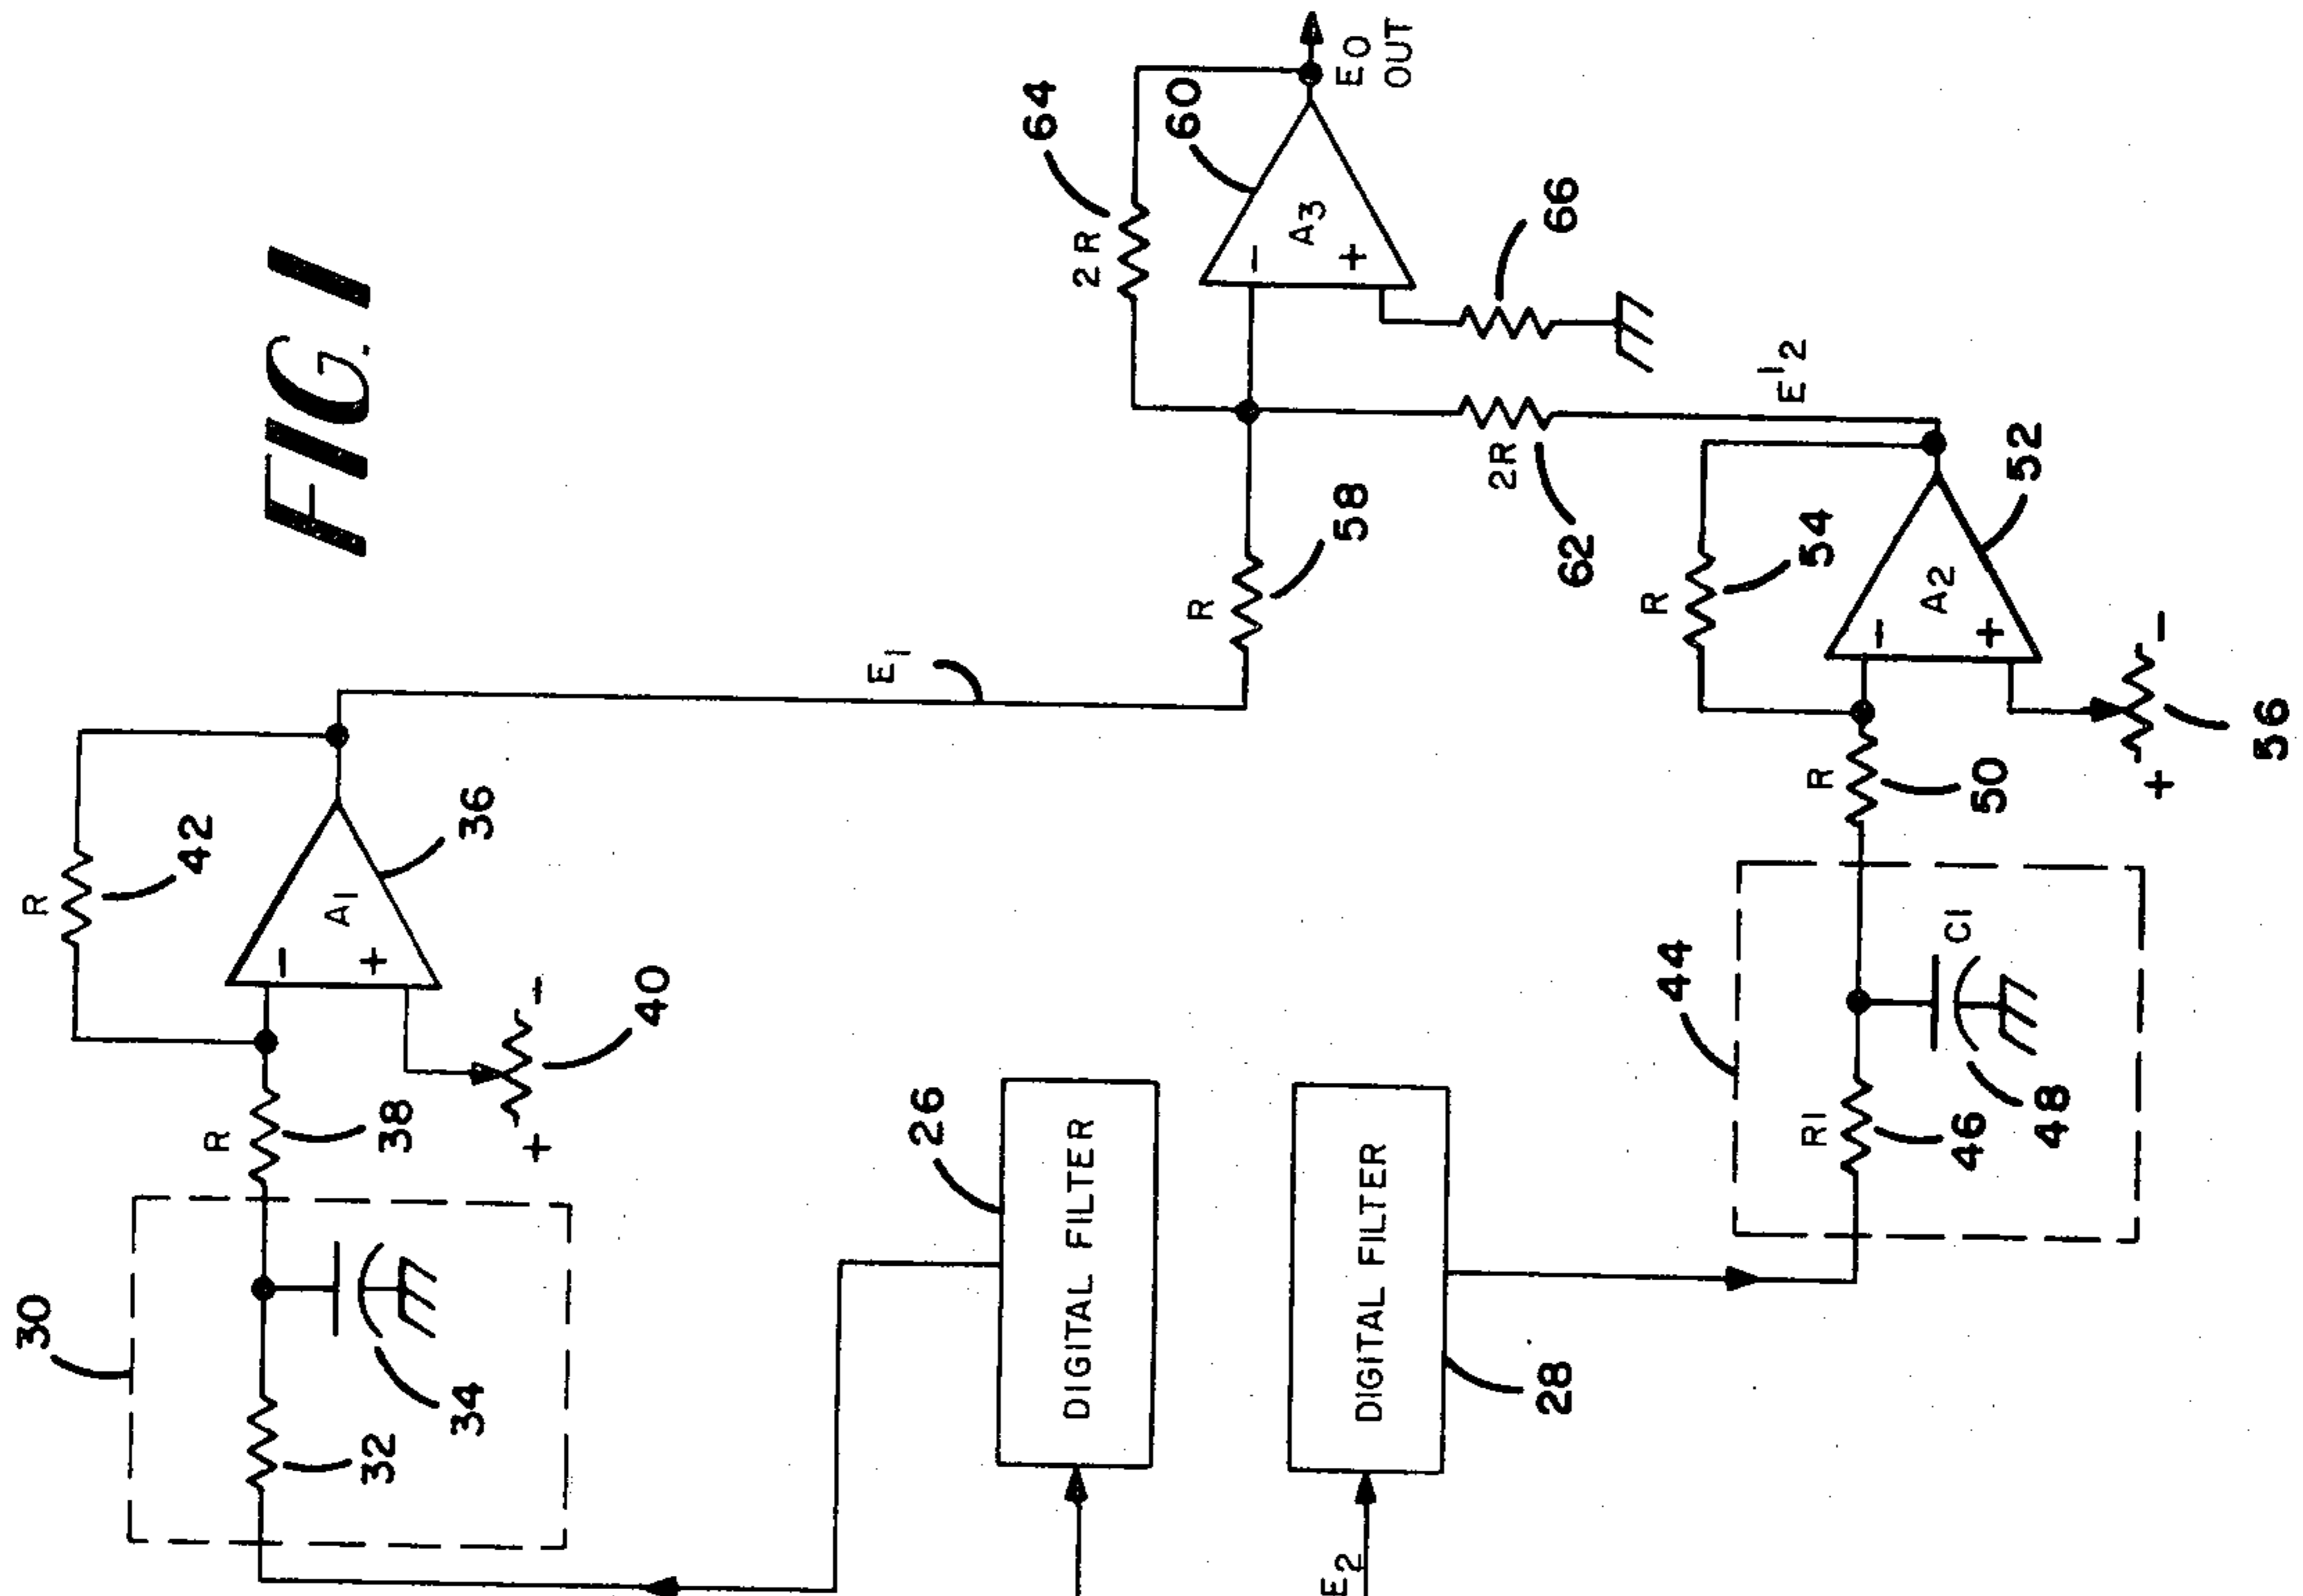 FIG. 1
R
42
A1
-
+
36
R
38
+
-
40
30
32
34
E1
R
58
64
2R
60
A3
-
+
E0
OUT
66
2R
62
E'2
26
DIGITAL FILTER
DIGITAL FILTER
28
E2
44
R1
46
C1
48
R
50
R
54
A2
-
+
52
+
-
56